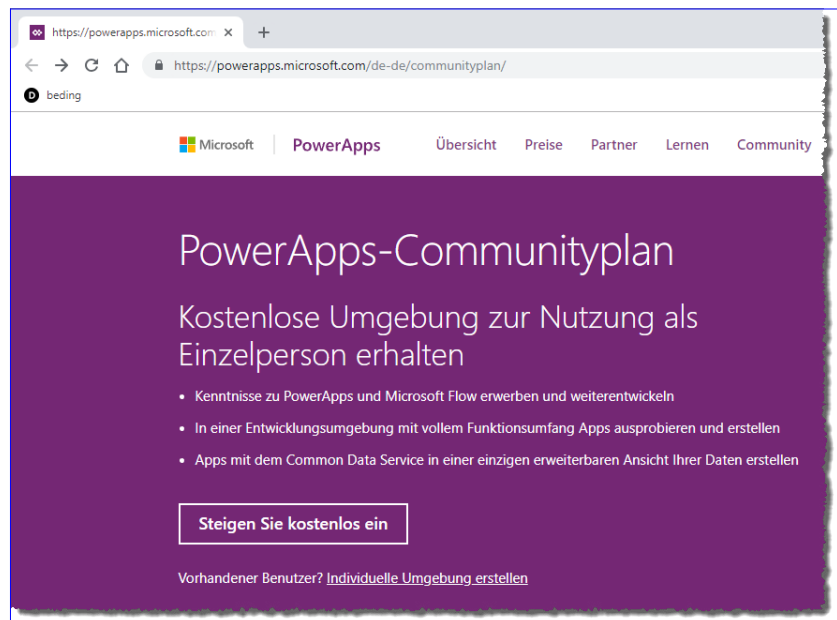 https://powerapps.microsoft.com
https://powerapps.microsoft.com/de-de/communityplan/
D beding
Microsoft PowerApps Übersicht Preise Partner Lernen Community
PowerApps-Communityplan
Kostenlose Umgebung zur Nutzung als
Einzelperson erhalten
• Kenntnisse zu PowerApps und Microsoft Flow erwerben und weiterentwickeln
• In einer Entwicklungsumgebung mit vollem Funktionsumfang Apps ausprobieren und erstellen
• Apps mit dem Common Data Service in einer einzigen erweiterbaren Ansicht Ihrer Daten erstellen
Steigen Sie kostenlos ein
Vorhandener Benutzer? Individuelle Umgebung erstellen